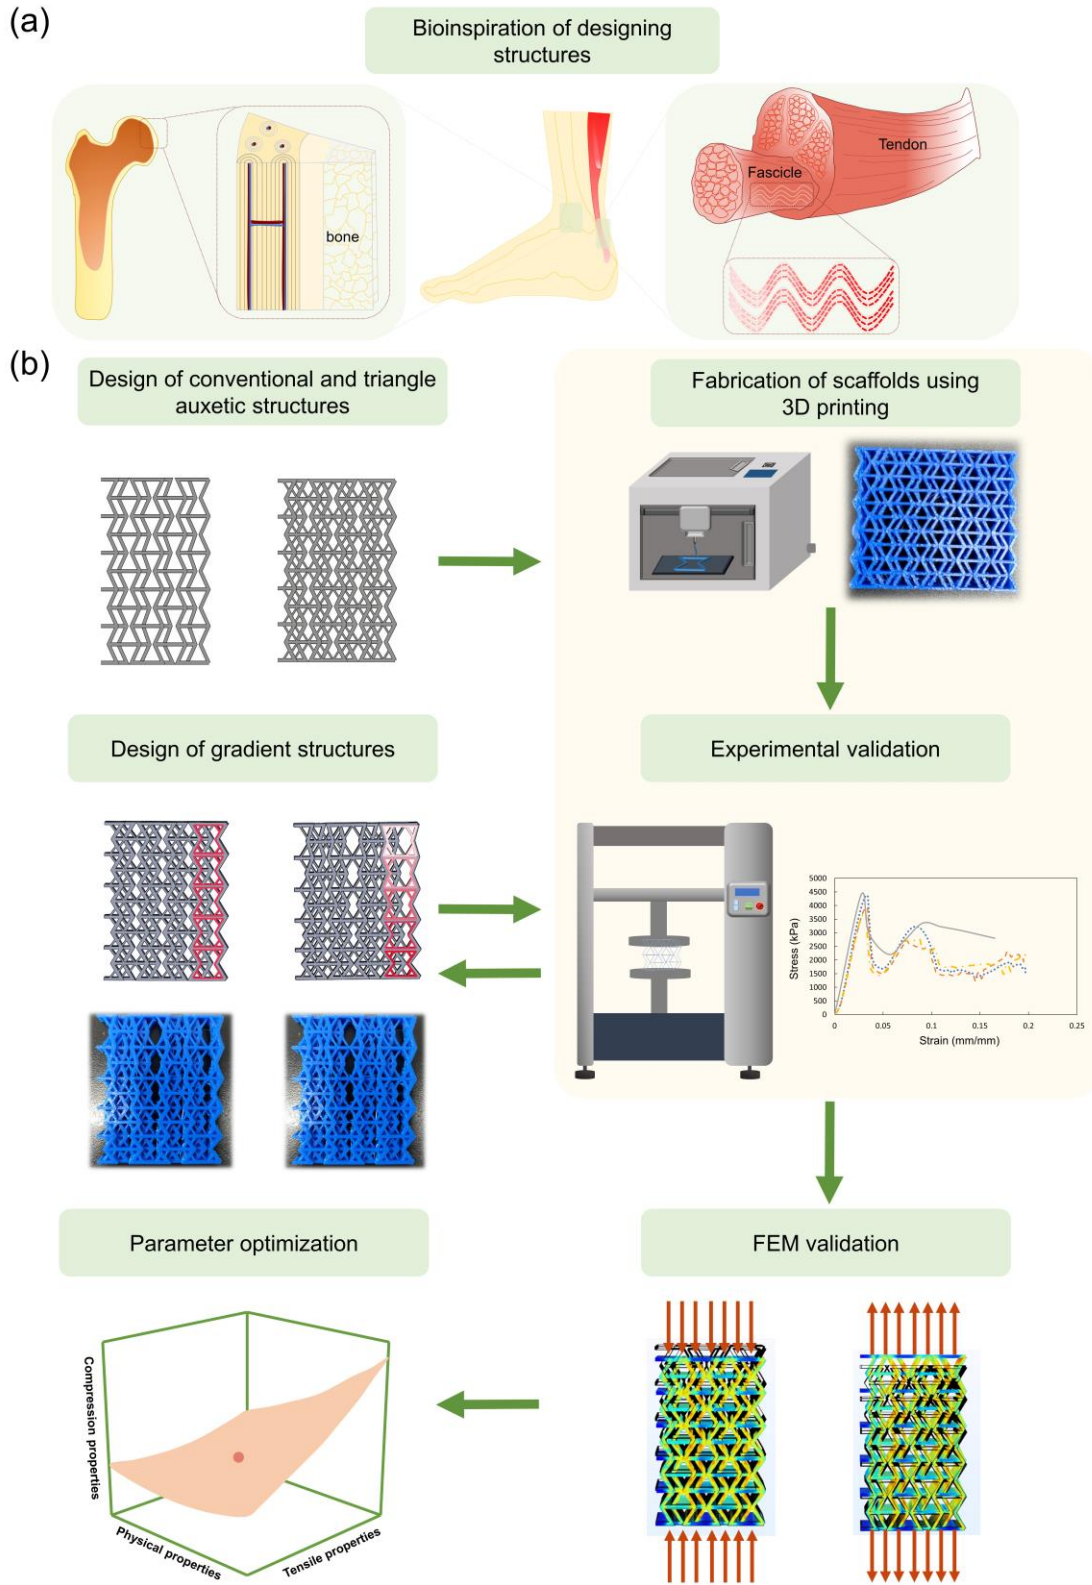 (a)
Bioinspiration of designing
structures
bone
Tendon
Fascicle
(b)
Design of conventional and triangle
auxetic structures
Fabrication of scaffolds using
3D printing
Design of gradient structures
Experimental validation
5000
4500
4000
3500
3000
2500
2000
1500
1000
500
0
Stress (kPa)
0
0.05
0.1
0.15
0.2
0.25
Strain (mm/mm)
Parameter optimization
FEM validation
Compression properties
Physical properties
Tensile properties